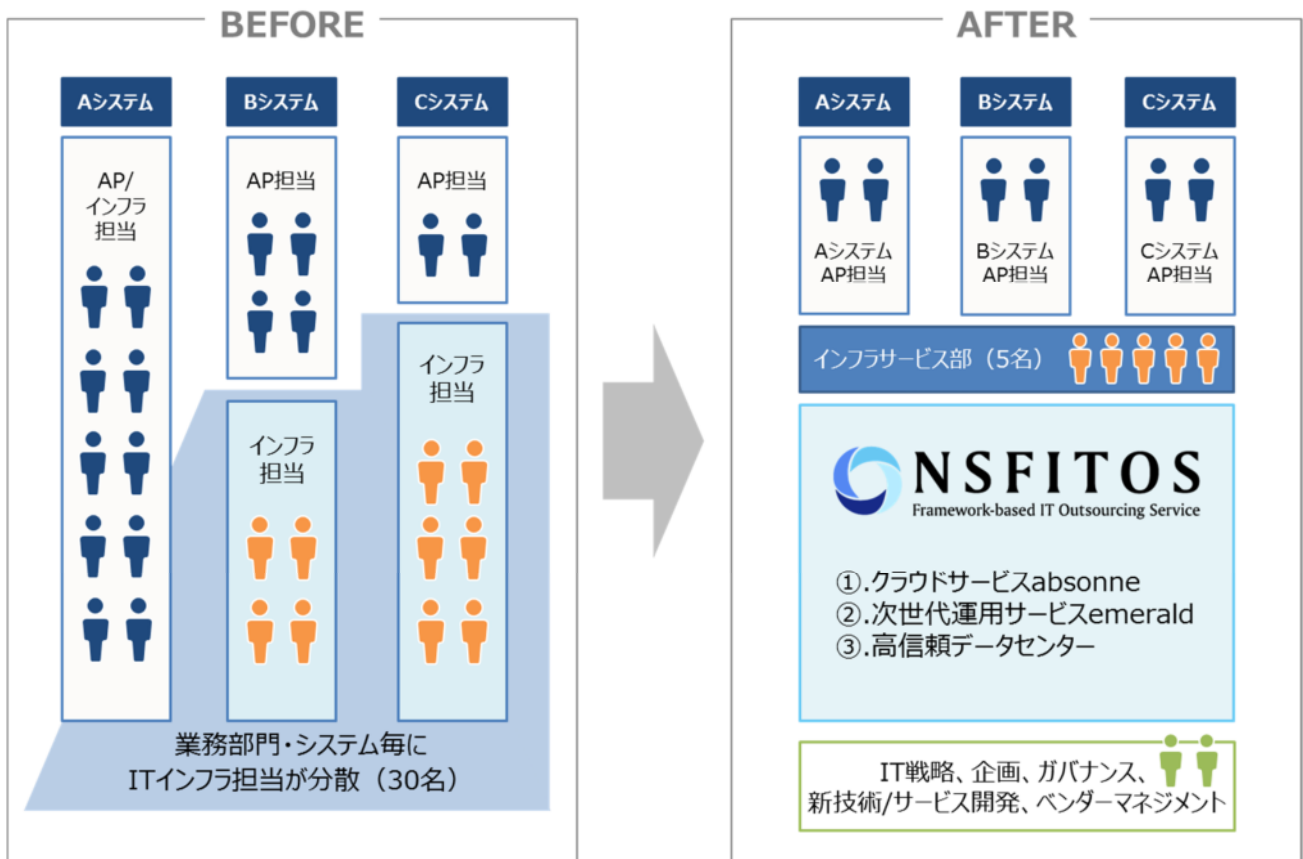 BEFORE
Aシステム
Bシステム
Cシステム
AP/
インフラ
担当
AP担当
AP担当
インフラ
担当
インフラ
担当
業務部門・システム毎に
ITインフラ担当が分散（30名）
AFTER
Aシステム
Bシステム
Cシステム
Aシステム
AP担当
Bシステム
AP担当
Cシステム
AP担当
インフラサービス部（5名）
NSFITOS
Framework-based IT Outsourcing Service
①.クラウドサービスabsonne
②.次世代運用サービスemerald
③.高信頼データセンター
IT戦略、企画、ガバナンス、
新技術/サービス開発、ベンダーマネジメント